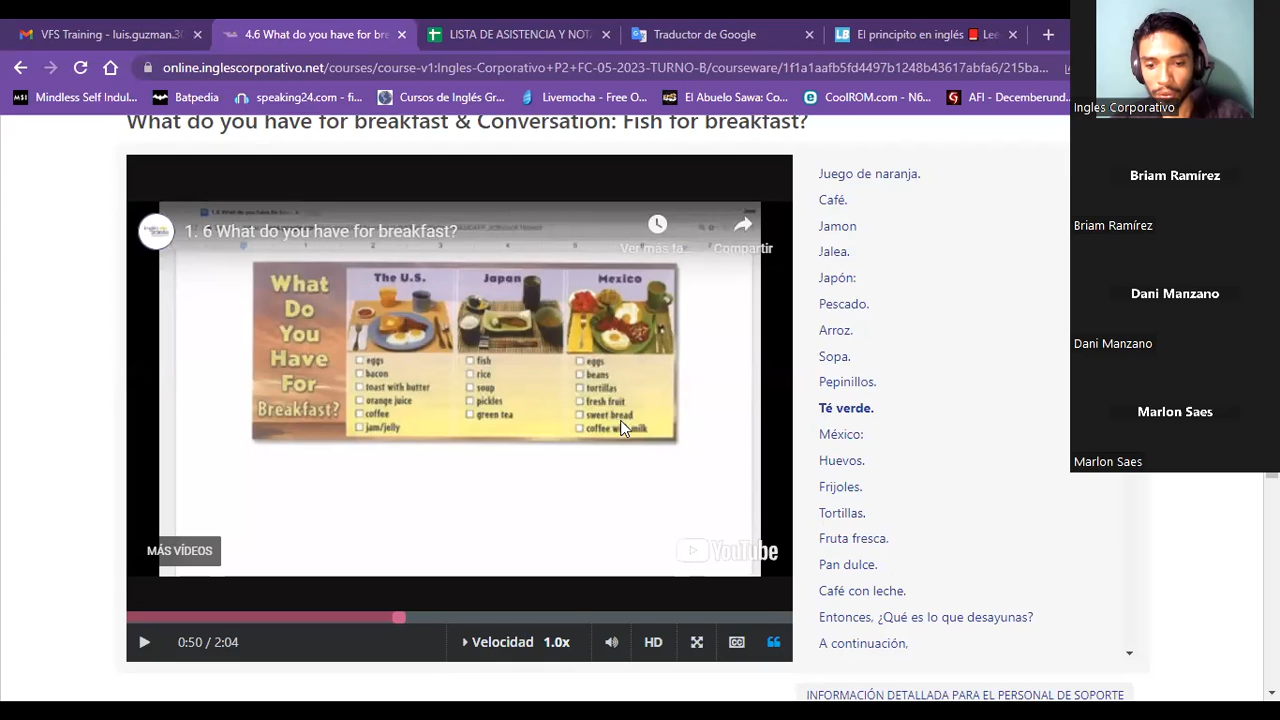 VFS Training - luis.guzman.3
4.6 What do you have for bre
LISTA DE ASISTENCIA Y NOT
Traductor de Google
El principito en inglés
online.inglescorporativo.net/courses/course-v1:Ingles-Corporativo+P2+FC-05-2023-TURNO-B/courseware/1f1a1aafb5fd4497b1248b43617abfa6/215ba...
Mindless Self Indul...
Batpedia
speaking24.com - fi...
Cursos de Inglés Gr...
Livemocha - Free O...
El Abuelo Sawa: Co...
CoolROM.com - N6...
AFI - Decemberund
Ingles Corporativo
Briam Ramírez
Briam Ramírez
Dani Manzano
Dani Manzano
Marlon Saes
Marlon Saes
What do you have for breakfast & Conversation: Fish for breakfast?
1. 6 What do you have for breakfast?
Ver más ta...
Compartir
What
Do
You
Have
For
Breakfast?
The U.S.
eggs
bacon
toast with butter
orange juice
coffee
jam/jelly
Japan
fish
rice
soup
pickles
green tea
Mexico
eggs
beans
tortillas
fresh fruit
sweet bread
coffee milk
MÁS VÍDEOS
YouTube
0:50 / 2:04
Velocidad 1.0x
HD
Juego de naranja.
Café.
Jamon
Jalea.
Japón:
Pescado.
Arroz.
Sopa.
Pepinillos.
Té verde.
México:
Huevos.
Frijoles.
Tortillas.
Fruta fresca.
Pan dulce.
Café con leche.
Entonces, ¿Qué es lo que desayunas?
A continuación,
INFORMACIÓN DETALLADA PARA EL PERSONAL DE SOPORTE